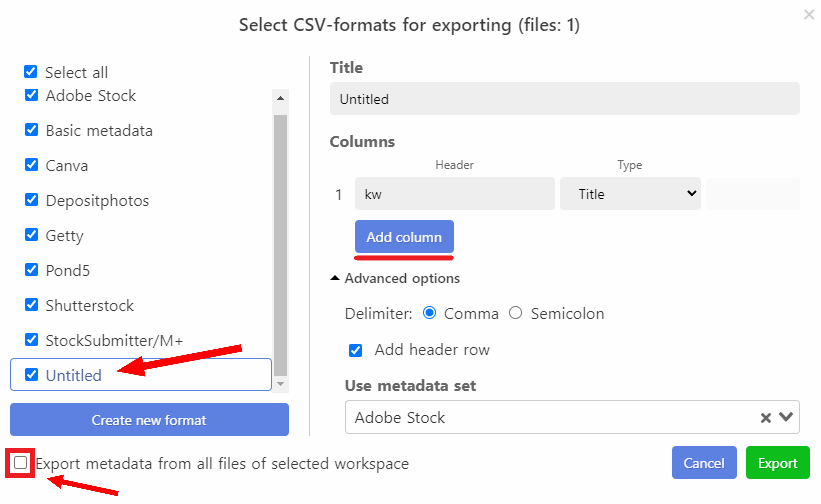 Select CSV-formats for exporting (files: 1)
Select all
Adobe Stock
Basic metadata
Canva
Depositphotos
Getty
Pond5
Shutterstock
StockSubmitter/M+
Untitled
Create new format
Title
Untitled
Columns
Header Type
1 kw Title
Add column
Advanced options
Delimiter: Comma Semicolon
Add header row
Use metadata set
Adobe Stock
Export metadata from all files of selected workspace
Cancel Export